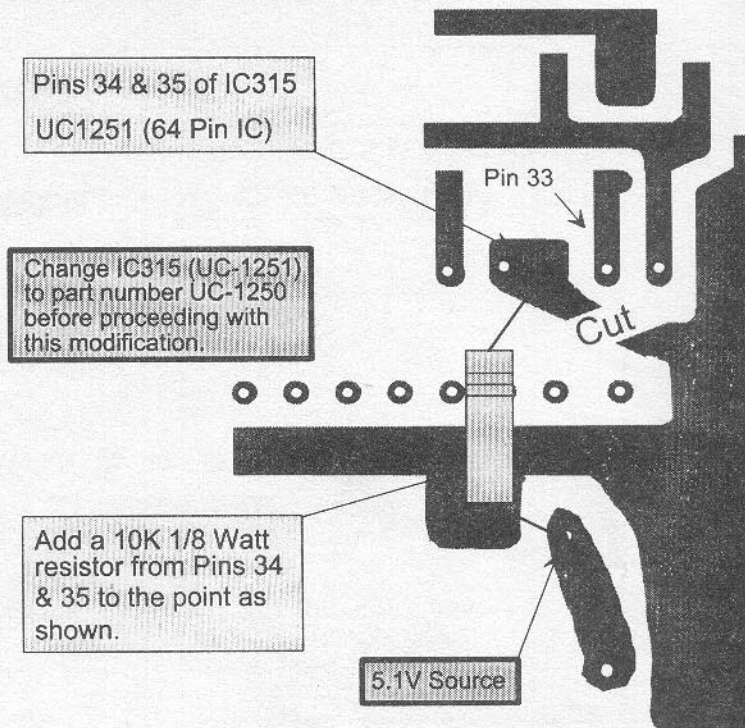 Pins 34 & 35 of IC315
UC1251 (64 Pin IC)
Pin 33
Change IC315 (UC-1251)
to part number UC-1250
before proceeding with
this modification.
Cut
Add a 10K 1/8 Watt
resistor from Pins 34
& 35 to the point as
shown.
5.1V Source